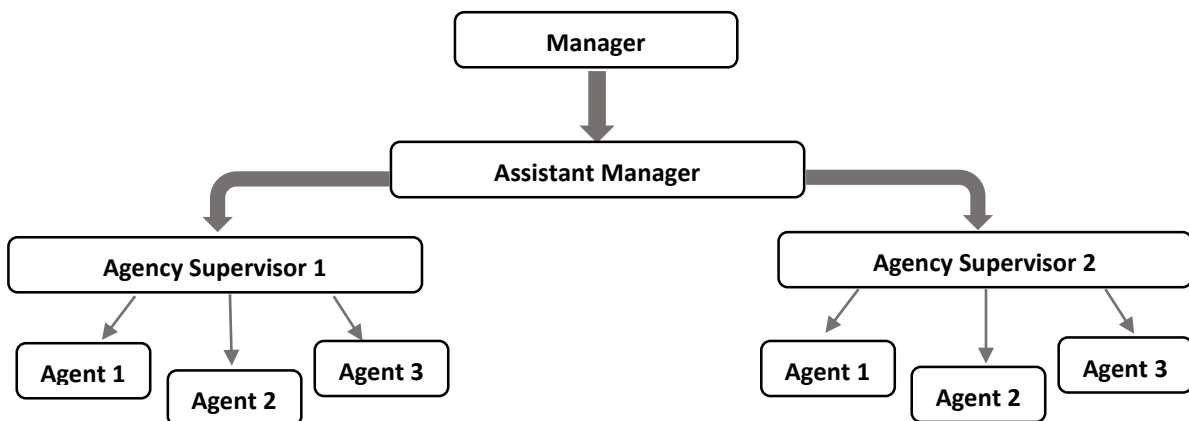 Manager
Assistant Manager
Agency Supervisor 1
Agency Supervisor 2
Agent 1
Agent 2
Agent 3
Agent 1
Agent 2
Agent 3